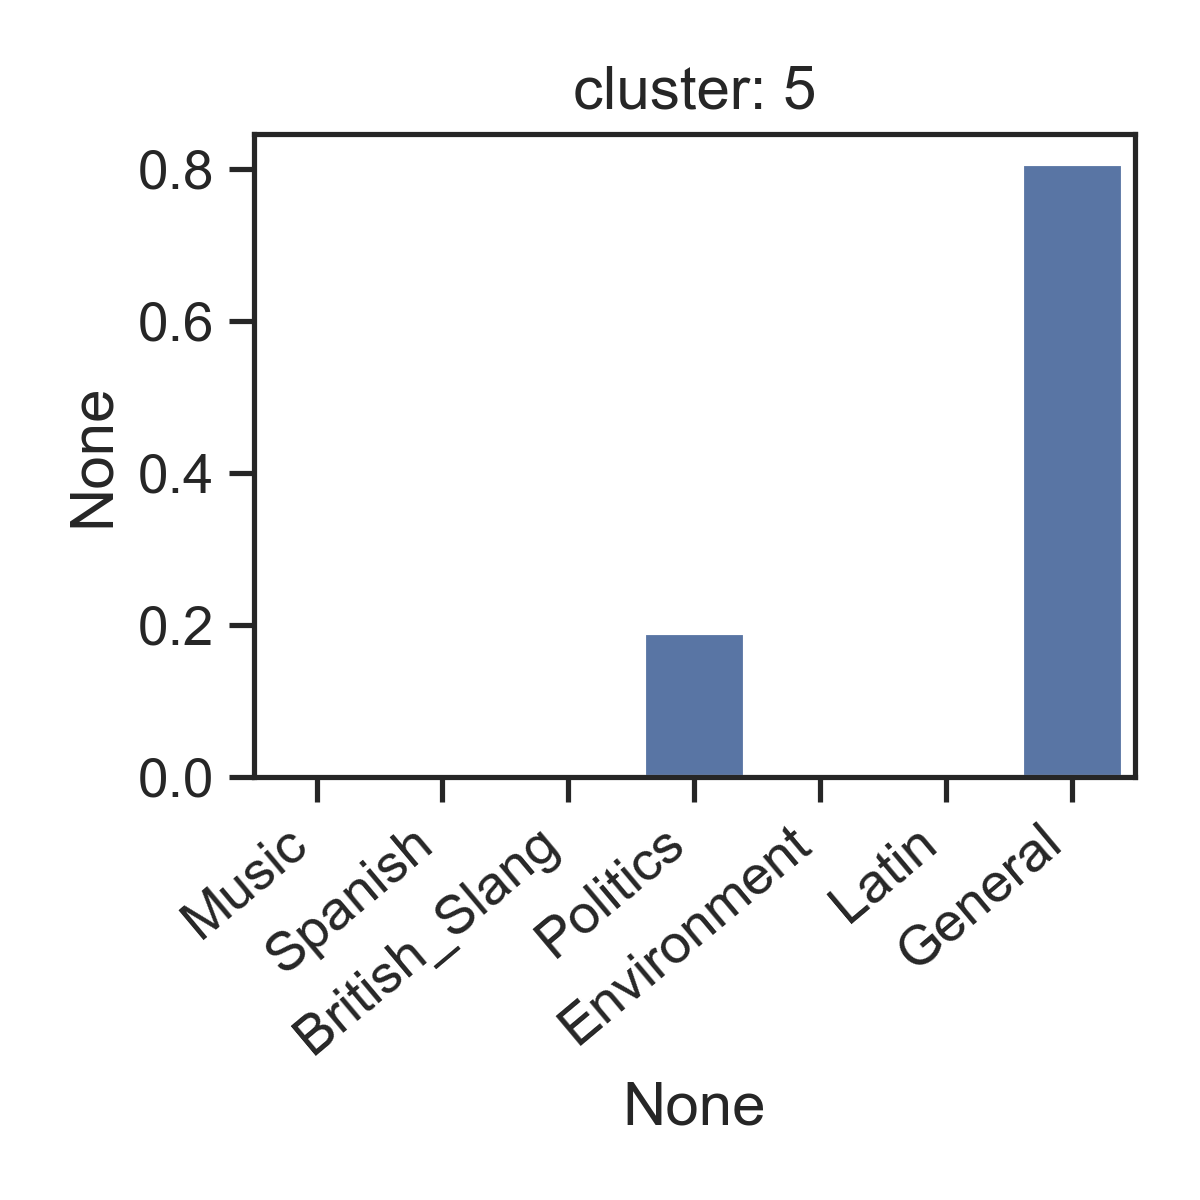 cluster: 5
0.8
0.6
0.4
0.2
0.0
None
Music
Spanish
British_Slang
Politics
Environment
Latin
General
None